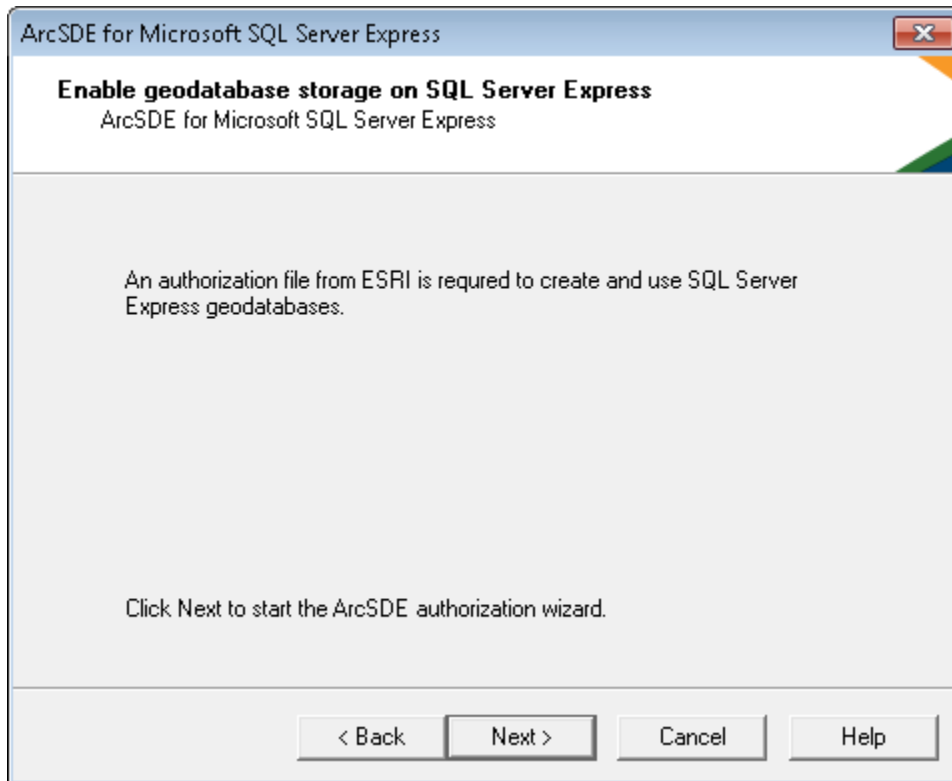 ArcSDE for Microsoft SQL Server Express
Enable geodatabase storage on SQL Server Express
ArcSDE for Microsoft SQL Server Express
An authorization file from ESRI is requred to create and use SQL Server
Express geodatabases.
Click Next to start the ArcSDE authorization wizard.
< Back
Next >
Cancel
Help